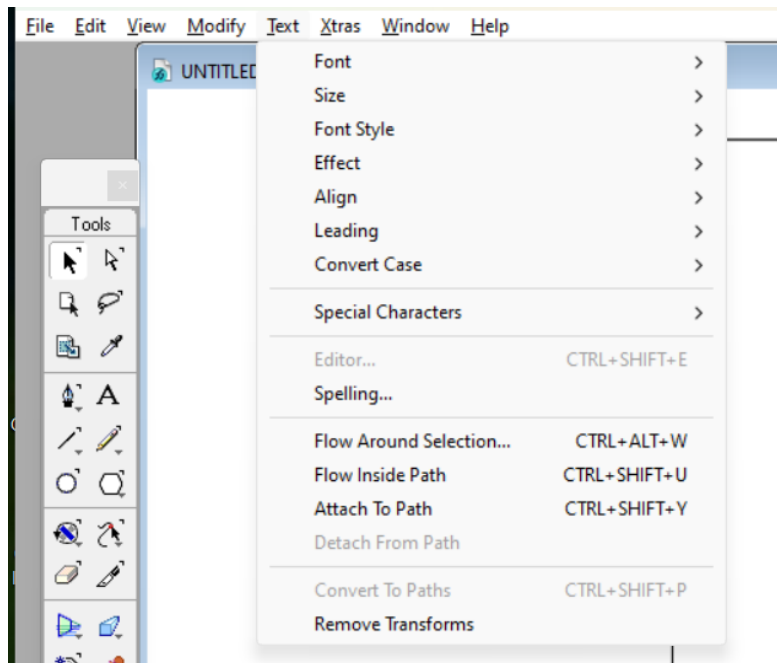 File Edit View Modify Text Xtras Window Help
UNTITLED
Tools
A
Font
Size
Font Style
Effect
Align
Leading
Convert Case
Special Characters
Editor... CTRL+SHIFT+E
Spelling...
Flow Around Selection... CTRL+ALT+W
Flow Inside Path CTRL+SHIFT+U
Attach To Path CTRL+SHIFT+Y
Detach From Path
Convert To Paths CTRL+SHIFT+P
Remove Transforms